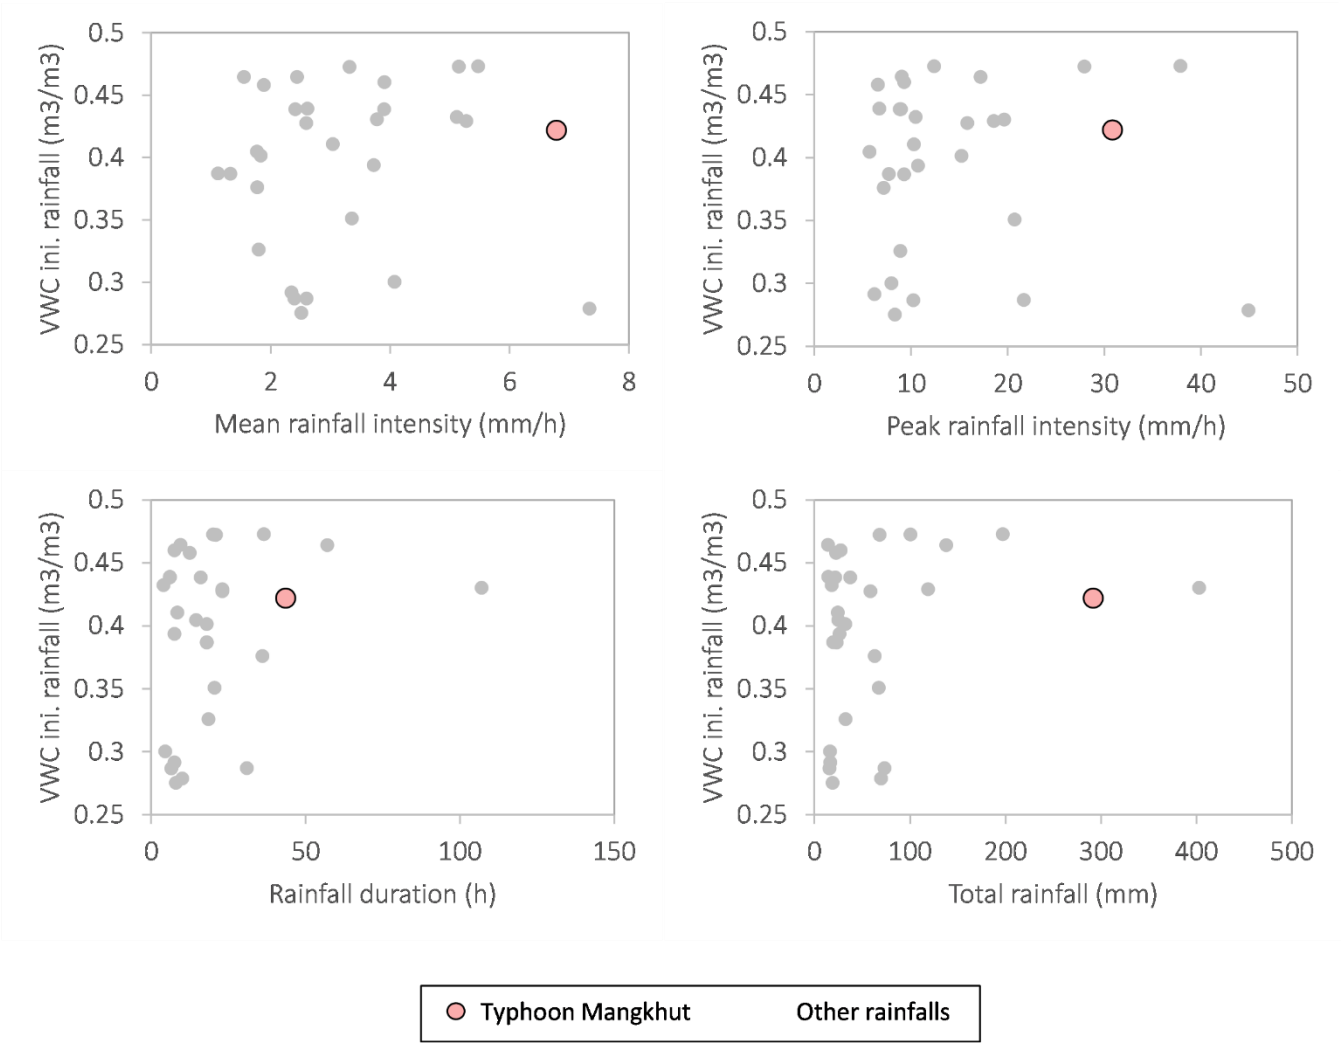 0.5
0.45
0.4
0.35
0.3
0.25
VWC ini. rainfall (m3/m3)
0 2 4 6 8
Mean rainfall intensity (mm/h)
0.5
0.45
0.4
0.35
0.3
0.25
VWC ini. rainfall (m3/m3)
0 10 20 30 40 50
Peak rainfall intensity (mm/h)
0.5
0.45
0.4
0.35
0.3
0.25
VWC ini. rainfall (m3/m3)
0 50 100 150
Rainfall duration (h)
0.5
0.45
0.4
0.35
0.3
0.25
VWC ini. rainfall (m3/m3)
0 100 200 300 400 500
Total rainfall (mm)
Typhoon Mangkhut Other rainfalls